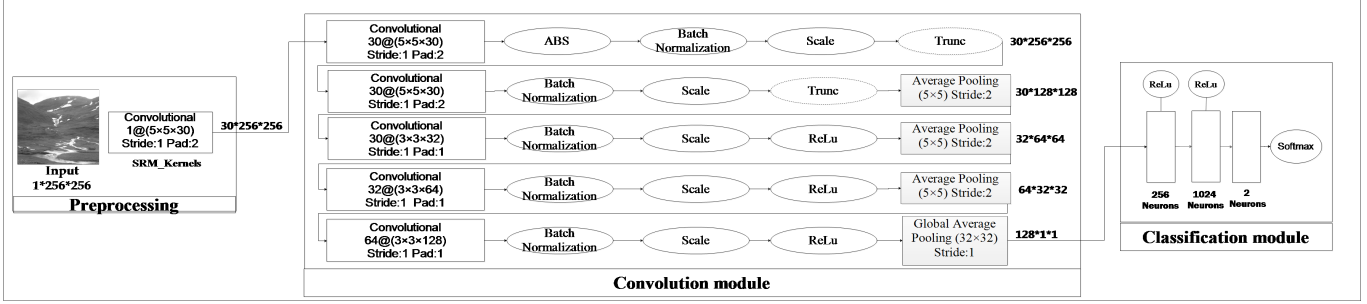 Convolutional
1@(5×5×30)
Stride:1 Pad:2
SRM_Kernels
Input
1*256*256
Preprocessing
30*256*256
Convolutional
30@(5×5×30)
Stride:1 Pad:2
ABS
Batch
Normalization
Scale
Trunc
30*256*256
Convolutional
30@(5×5×30)
Stride:1 Pad:2
Batch
Normalization
Scale
Trunc
Average Pooling
(5×5) Stride:2
30*128*128
Convolutional
30@(3×3×32)
Stride:1 Pad:1
Batch
Normalization
Scale
ReLu
Average Pooling
(5×5) Stride:2
32*64*64
Convolutional
32@(3×3×64)
Stride:1 Pad:1
Batch
Normalization
Scale
ReLu
Average Pooling
(5×5) Stride:2
64*32*32
Convolutional
64@(3×3×128)
Stride:1 Pad:1
Batch
Normalization
Scale
ReLu
Global Average
Pooling (32×32)
Stride:1
128*1*1
Convolution module
ReLu
ReLu
Softmax
256
Neurons
1024
Neurons
2
Neurons
Classification module